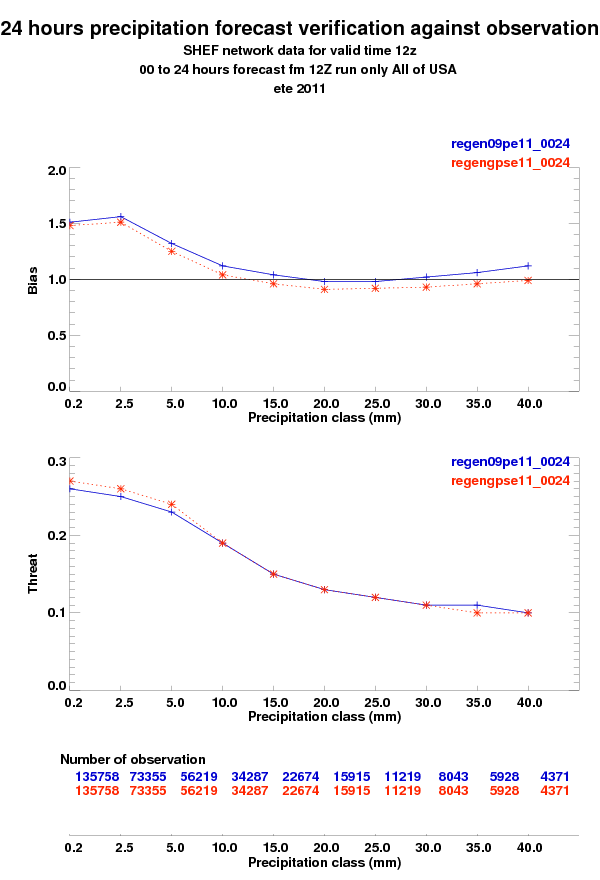 24 hours precipitation forecast verification against observation
SHEF network data for valid time 12z
00 to 24 hours forecast fm 12Z run only All of USA
ete 2011
regen09pe11_0024
regengpse11_0024
2.0
1.5
1.0
0.5
0.0
Bias
0.2 2.5 5.0 10.0 15.0 20.0 25.0 30.0 35.0 40.0
Precipitation class (mm)
regen09pe11_0024
regengpse11_0024
0.3
0.2
0.1
0.0
Threat
0.2 2.5 5.0 10.0 15.0 20.0 25.0 30.0 35.0 40.0
Precipitation class (mm)
Number of observation
135758 73355 56219 34287 22674 15915 11219 8043 5928 4371
135758 73355 56219 34287 22674 15915 11219 8043 5928 4371
0.2 2.5 5.0 10.0 15.0 20.0 25.0 30.0 35.0 40.0
Precipitation class (mm)